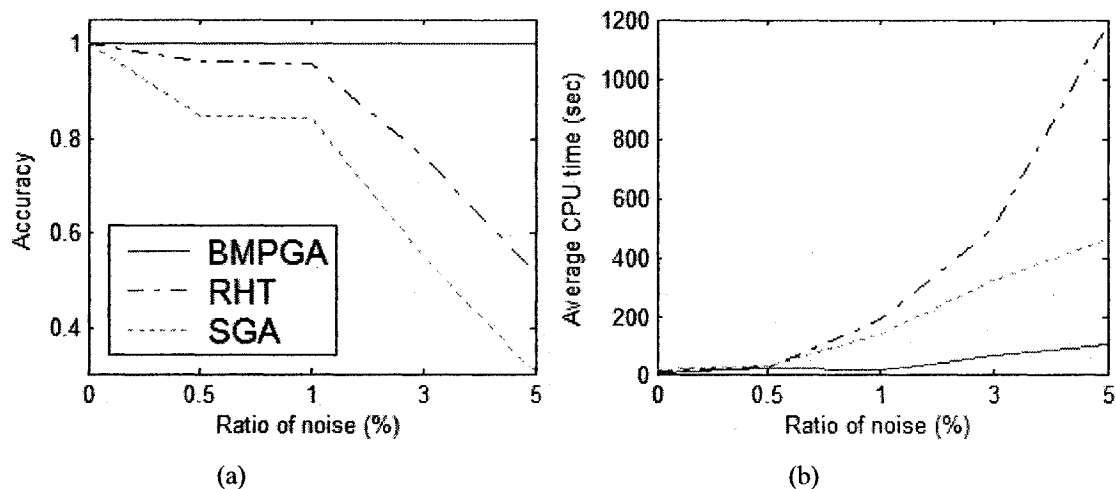 1
0.8
0.6
0.4
Accuracy
BMPGA
RHT
SGA
0 0.5 1 3 5
Ratio of noise (%)
(a)
1200
1000
800
600
400
200
0
Average CPU time (sec)
0 0.5 1 3 5
Ratio of noise (%)
(b)